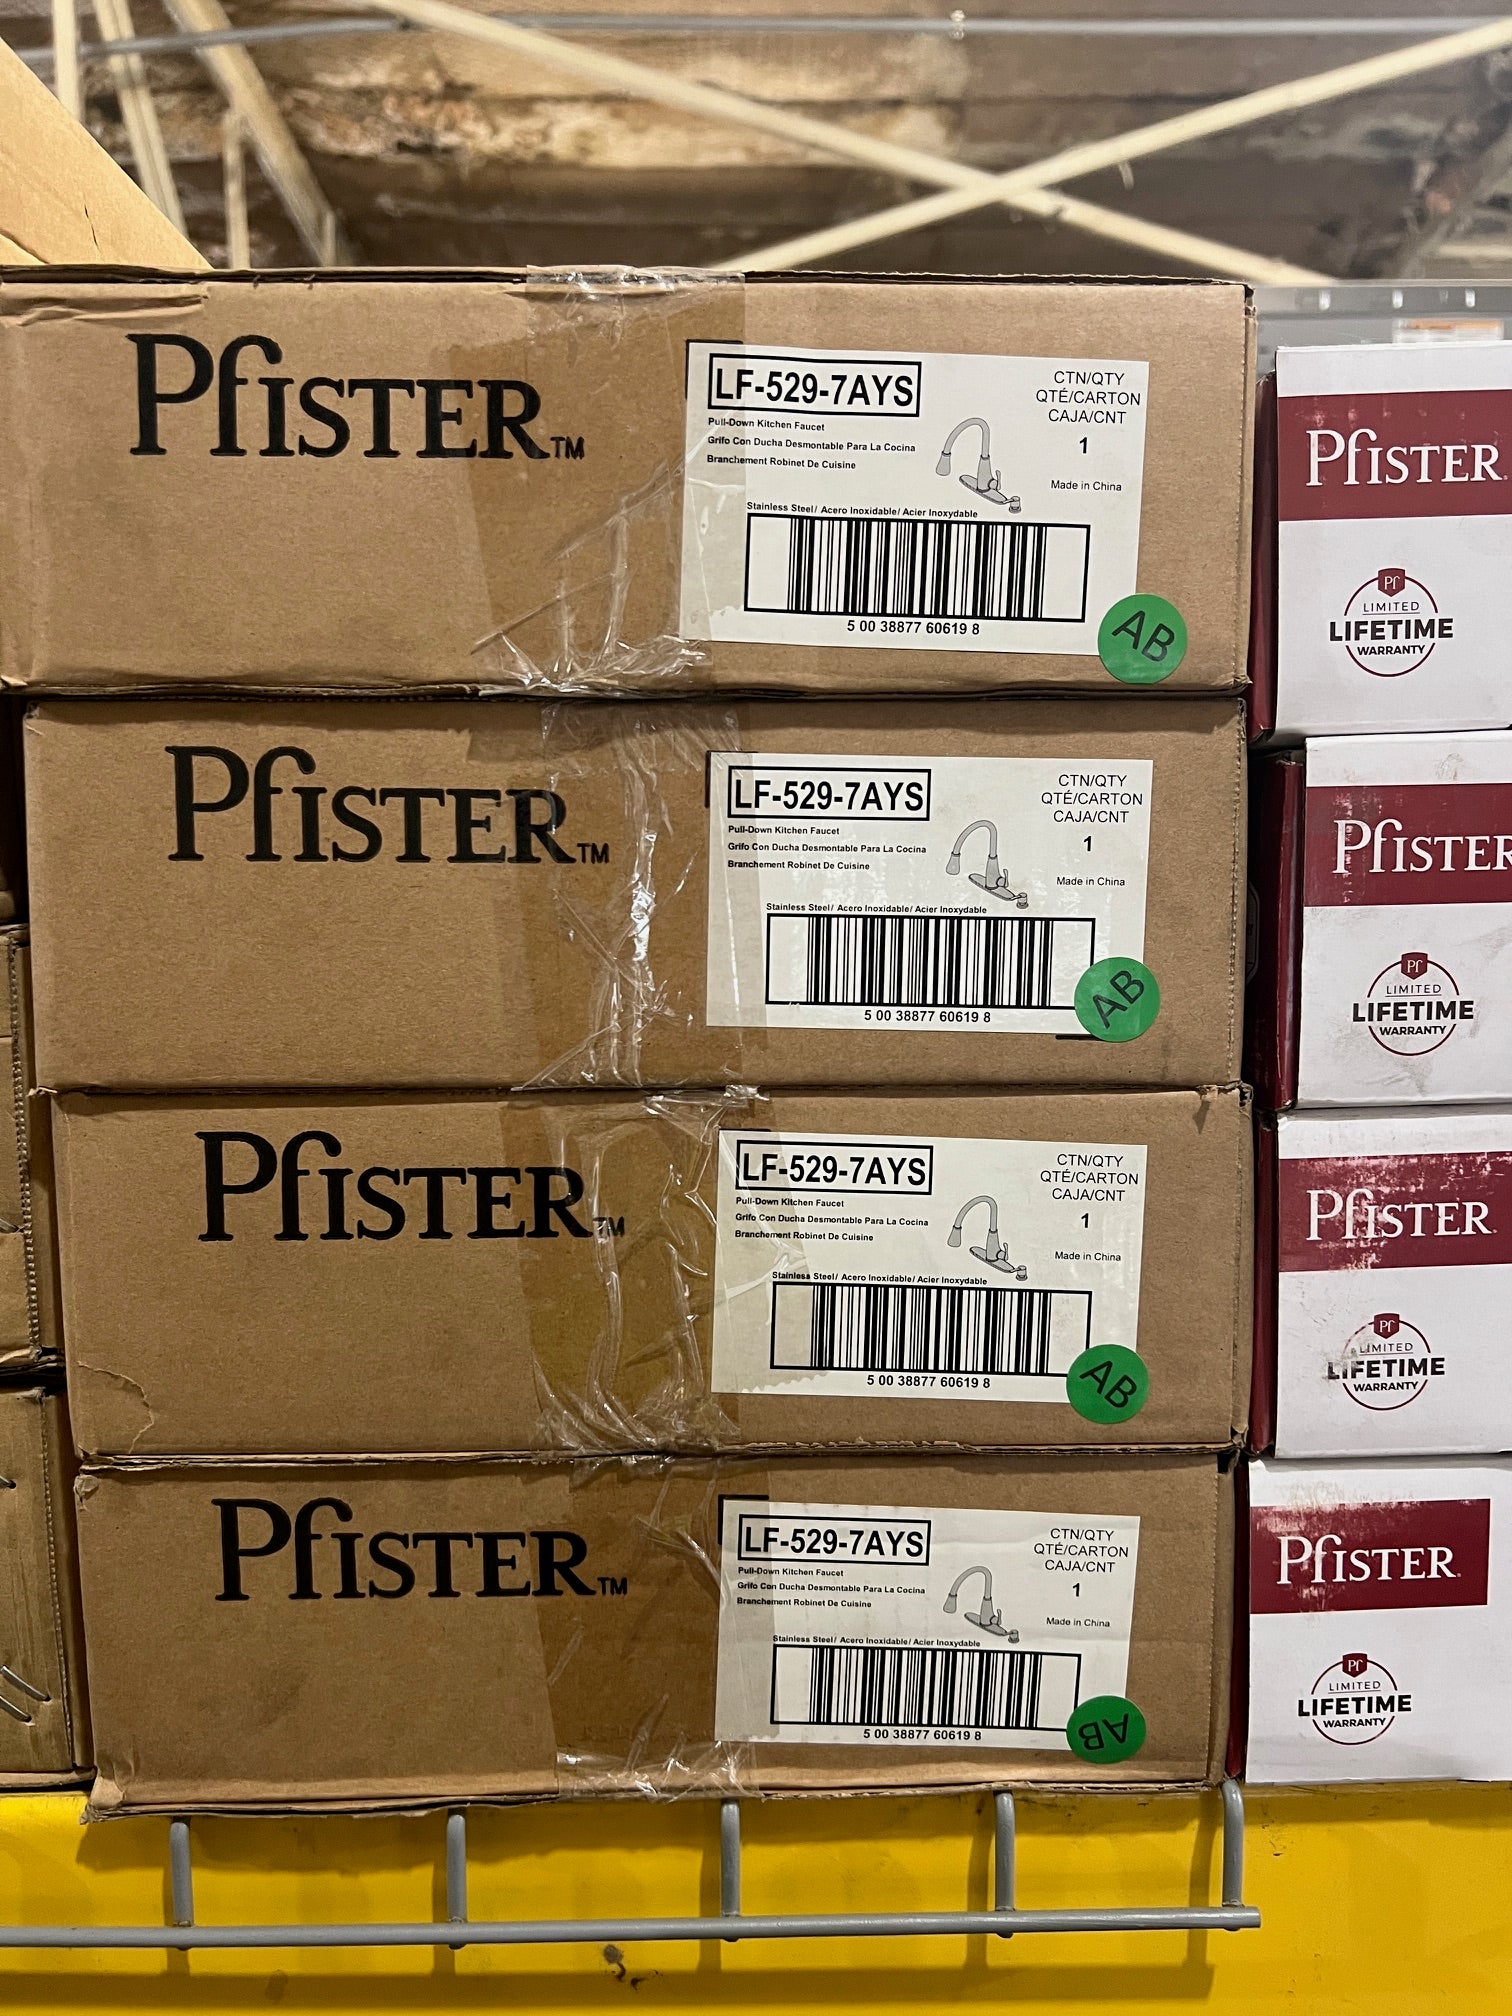 PfISTER™
LF-529-7AYS
Pull-Down Kitchen Faucet
Grifo Con Ducha Desmontable Para La Cocina
Branchement Robinet De Cuisine
CTN/QTY
QTÉ/CARTON
CAJA/CNT
1
Made in China
Stainless Steel/ Acero Inoxidable/ Acier Inoxydable
5 00 38877 60619 8
AB
PfISTER™
LF-529-7AYS
Pull-Down Kitchen Faucet
Grifo Con Ducha Desmontable Para La Cocina
Branchement Robinet De Cuisine
CTN/QTY
QTÉ/CARTON
CAJA/CNT
1
Made in China
Stainless Steel/ Acero Inoxidable/ Acier Inoxydable
5 00 38877 60619 8
AB
PfISTER™
LF-529-7AYS
Pull-Down Kitchen Faucet
Grifo Con Ducha Desmontable Para La Cocina
Branchement Robinet De Cuisine
CTN/QTY
QTÉ/CARTON
CAJA/CNT
1
Made in China
Stainless Steel/ Acero Inoxidable/ Acier Inoxydable
5 00 38877 60619 8
AB
PfISTER™
LF-529-7AYS
Pull-Down Kitchen Faucet
Grifo Con Ducha Desmontable Para La Cocina
Branchement Robinet De Cuisine
CTN/QTY
QTÉ/CARTON
CAJA/CNT
1
Made in China
Stainless Steel/ Acero Inoxidable/ Acier Inoxydable
5 00 38877 60619 8
AB
PfISTER
Pf
LIMITED
LIFETIME
WARRANTY
PfISTER
Pf
LIMITED
LIFETIME
WARRANTY
PfISTER
Pf
LIMITED
LIFETIME
WARRANTY
PfISTER
Pf
LIMITED
LIFETIME
WARRANTY